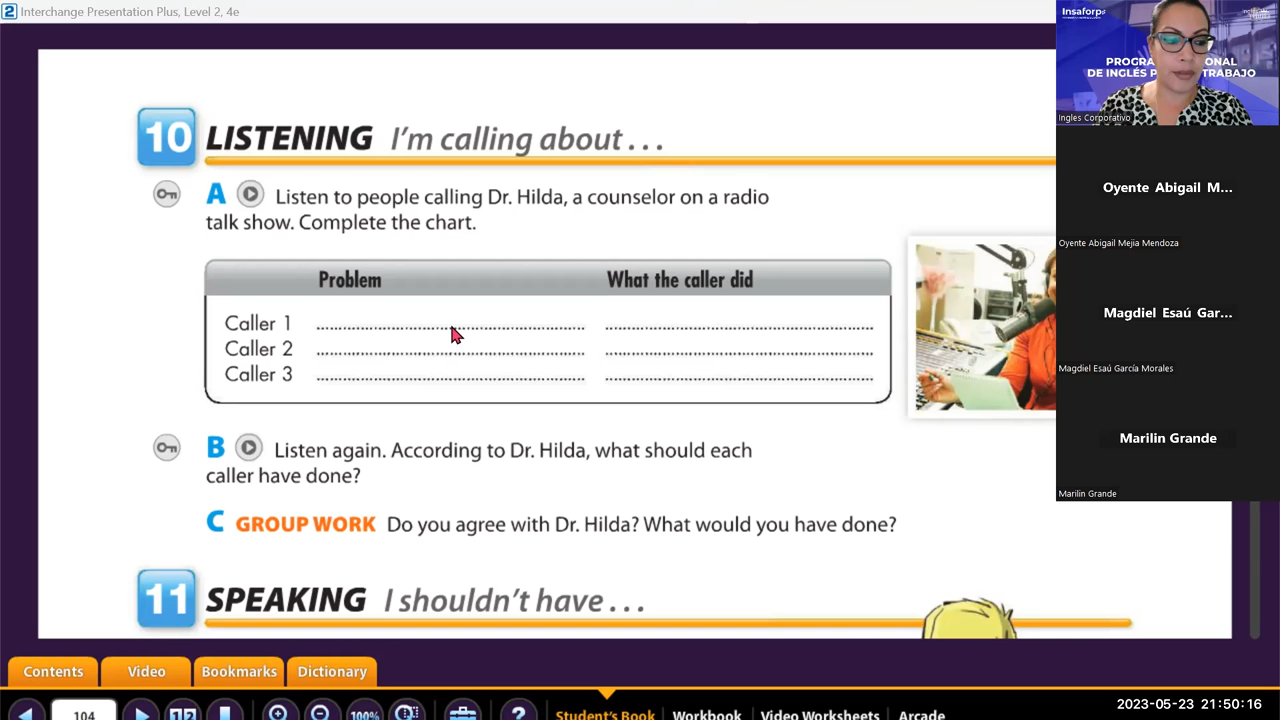 Interchange Presentation Plus, Level 2, 4e
10 LISTENING I'm calling about . . .
A Listen to people calling Dr. Hilda, a counselor on a radio
talk show. Complete the chart.
Problem What the caller did
Caller 1
Caller 2
Caller 3
B Listen again. According to Dr. Hilda, what should each
caller have done?
C GROUP WORK Do you agree with Dr. Hilda? What would you have done?
11 SPEAKING I shouldn't have . . .
Contents Video Bookmarks Dictionary
104 1 2 100% ? Student's Book Workbook Video Worksheets Arcade
Insaforp
Ingles Corporativo
Oyente Abigail M...
Oyente Abigail Mejia Mendoza
Magdiel Esaú Gar...
Magdiel Esaú García Morales
Marilin Grande
Marilin Grande
2023-05-23 21:50:16